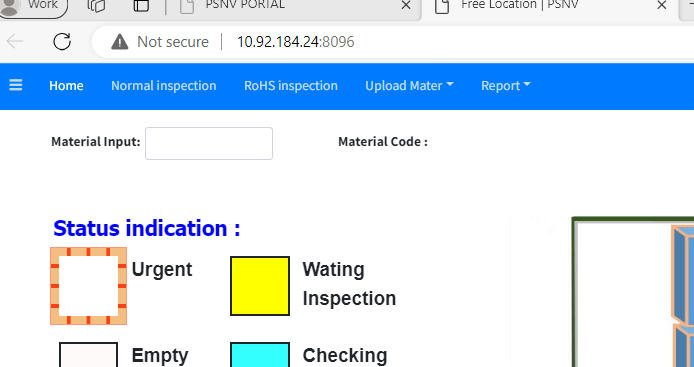 Work
PSNV PORTAL
Free Location | PSNV
Not secure
10.92.184.24:8096
Home
Normal inspection
RoHS inspection
Upload Mater
Report
Material Input:
Material Code :
Status indication :
Urgent
Wating
Inspection
Empty
Checking